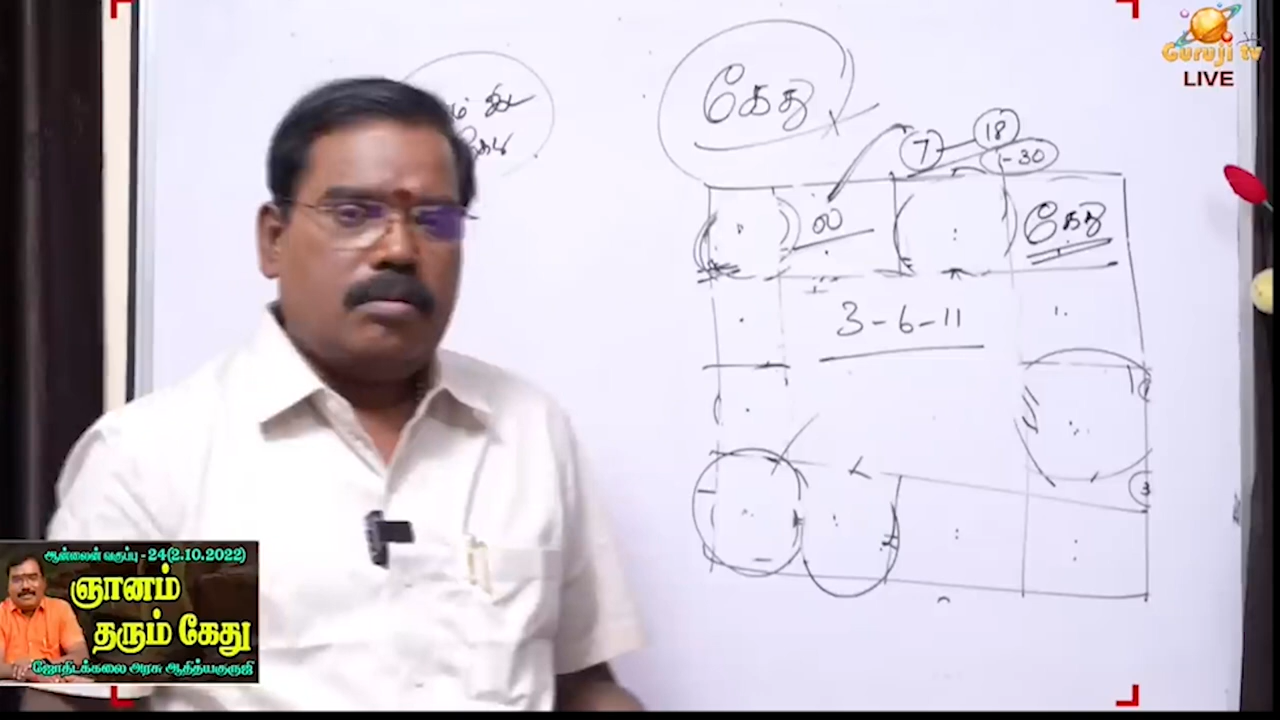 Guruji tv
LIVE
கேது
7
18
1-30
ல
கேது
3-6-11
ஆன்லைன் வகுப்பு - 24(2.10.2022)
ஞானம்
தரும் கேது
ஜோதிடக்கலை அரசு ஆதித்யகுருஜி